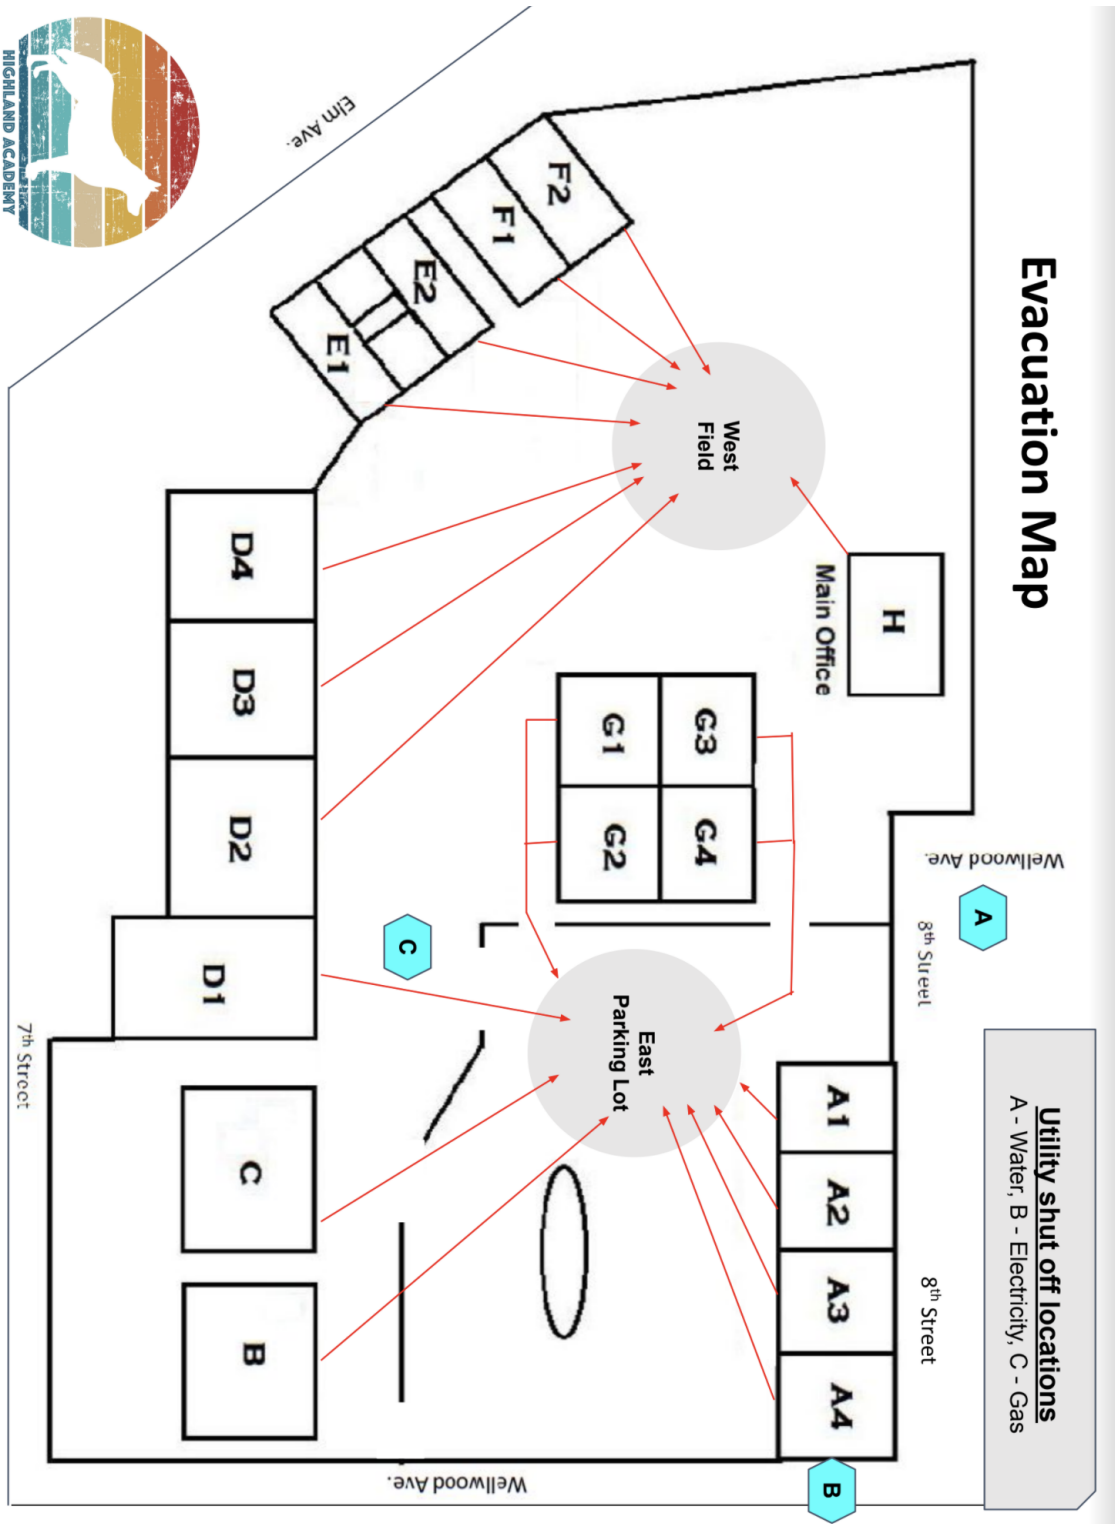 Evacuation Map
Utility shut off locations
A - Water, B - Electricity, C - Gas
Wellwood Ave.
A
8th Street
8th Street
H
Main Office
A1
A2
A3
A4
B
West
Field
G3
G4
G1
G2
East
Parking Lot
F2
F1
E2
E1
C
Wellwood Ave.
Elm Ave.
D4
D3
D2
D1
C
B
7th Street
HIGHLAND ACADEMY